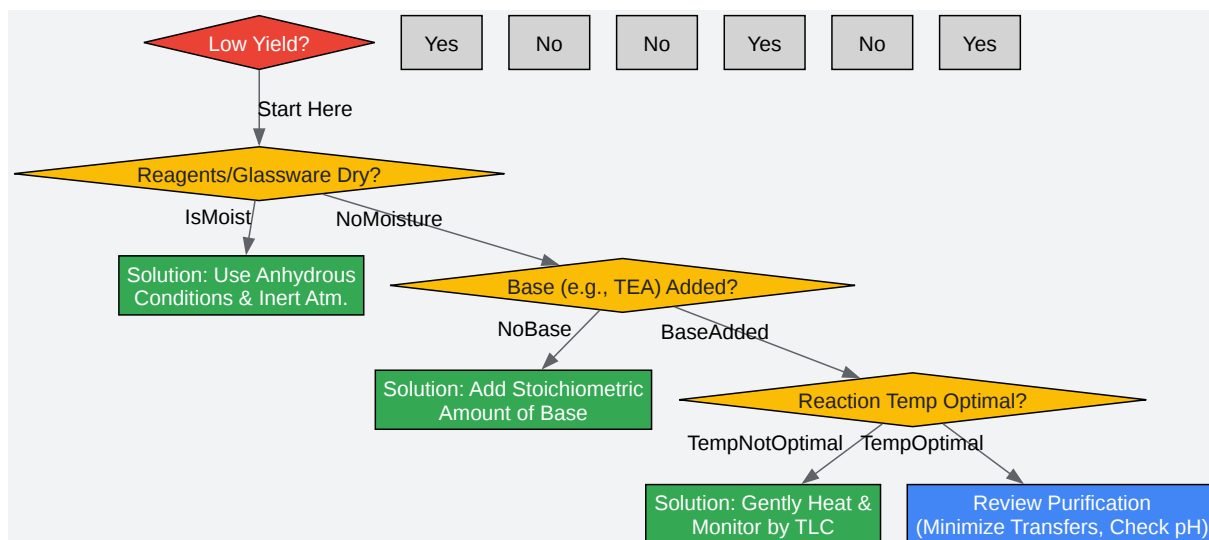 Low Yield?
Yes
No
No
Yes
No
Yes
Start Here
Reagents/Glassware Dry?
IsMoist
NoMoisture
Solution: Use Anhydrous
Conditions & Inert Atm.
Base (e.g., TEA) Added?
NoBase
BaseAdded
Solution: Add Stoichiometric
Amount of Base
Reaction Temp Optimal?
TempNotOptimal
TempOptimal
Solution: Gently Heat &
Monitor by TLC
Review Purification
(Minimize Transfers, Check pH)